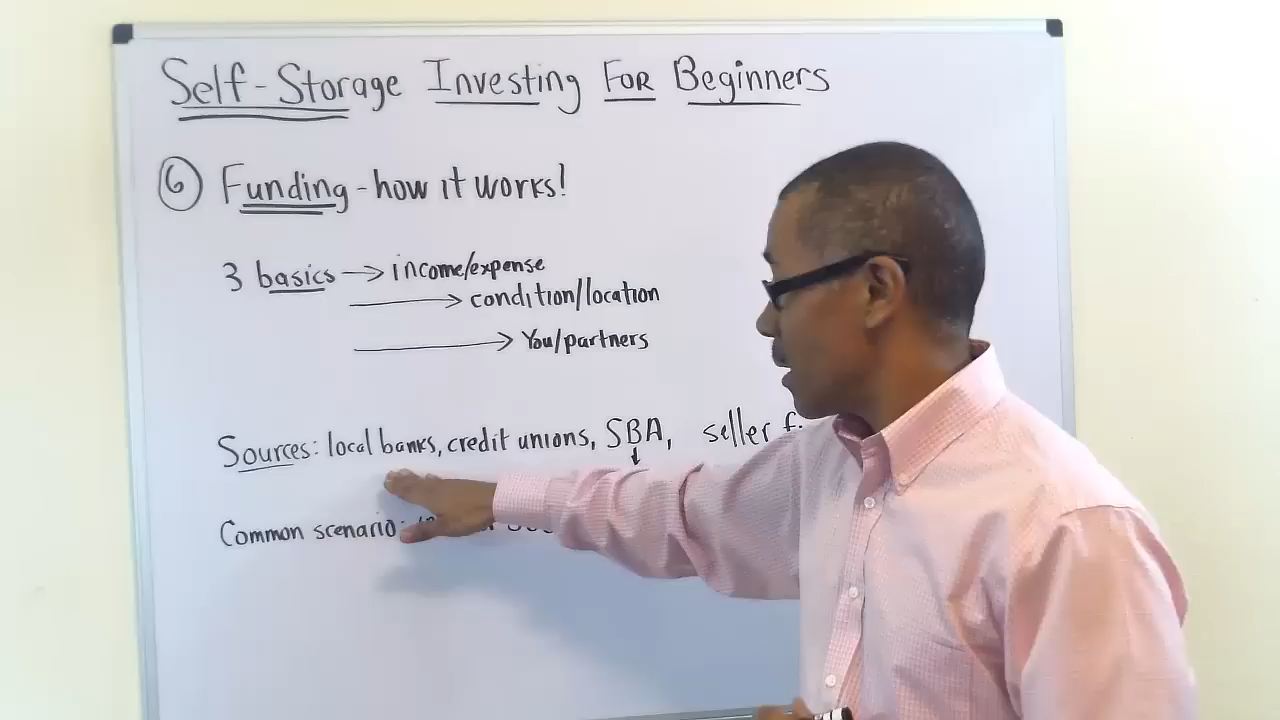 Self-Storage Investing FOR Beginners
⑥ Funding - how it works!
3 basics → income/expense
→ condition/location
→ You/partners
Sources: local banks, credit unions, SBA, seller
Common scenario: